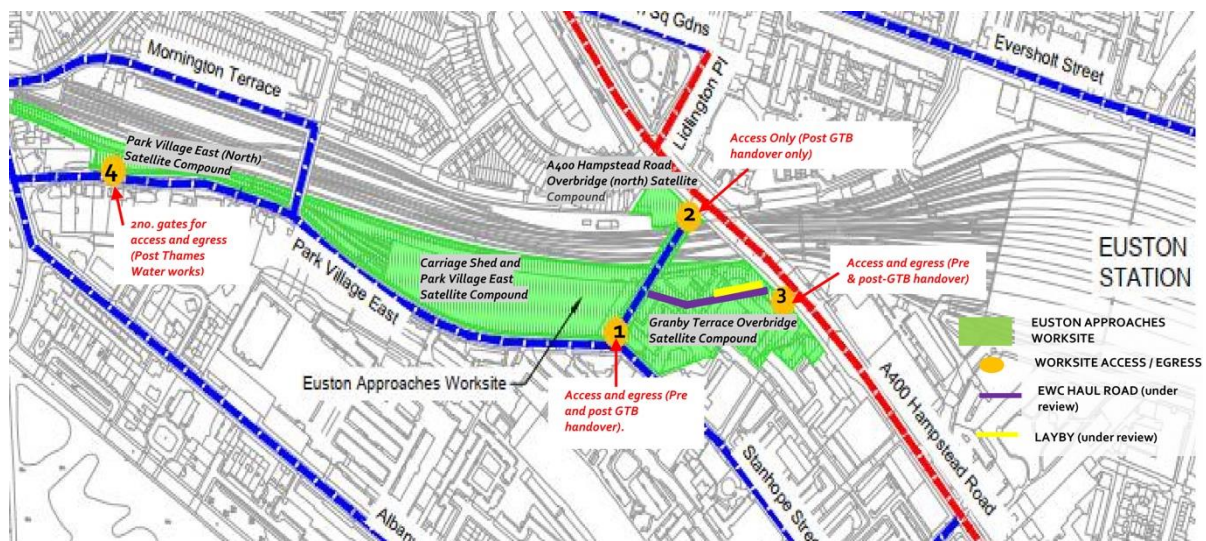 Sq Gdns
Mornington Terrace
Eversholt Street
Lidlington Pl
Park Village East (North)
Satellite Compound
4
2no. gates for
access and egress
(Post Thames
Water works)
A400 Hampstead Road
Overbridge (north) Satellite
Compound
Access Only (Post GTB
handover only)
2
Carriage Shed and
Park Village East
Satellite Compound
Park Village East
Access and egress (Pre
& post-GTB handover)
3
EUSTON
STATION
Granby Terrace Overbridge
Satellite Compound
1
Euston Approaches Worksite
Access and egress (Pre
and post GTB
handover).
A400 Hampstead Road
Stanhope Stre
Alban
EUSTON APPROACHES
WORKSITE
WORKSITE ACCESS / EGRESS
EWC HAUL ROAD (under
review)
LAYBY (under review)